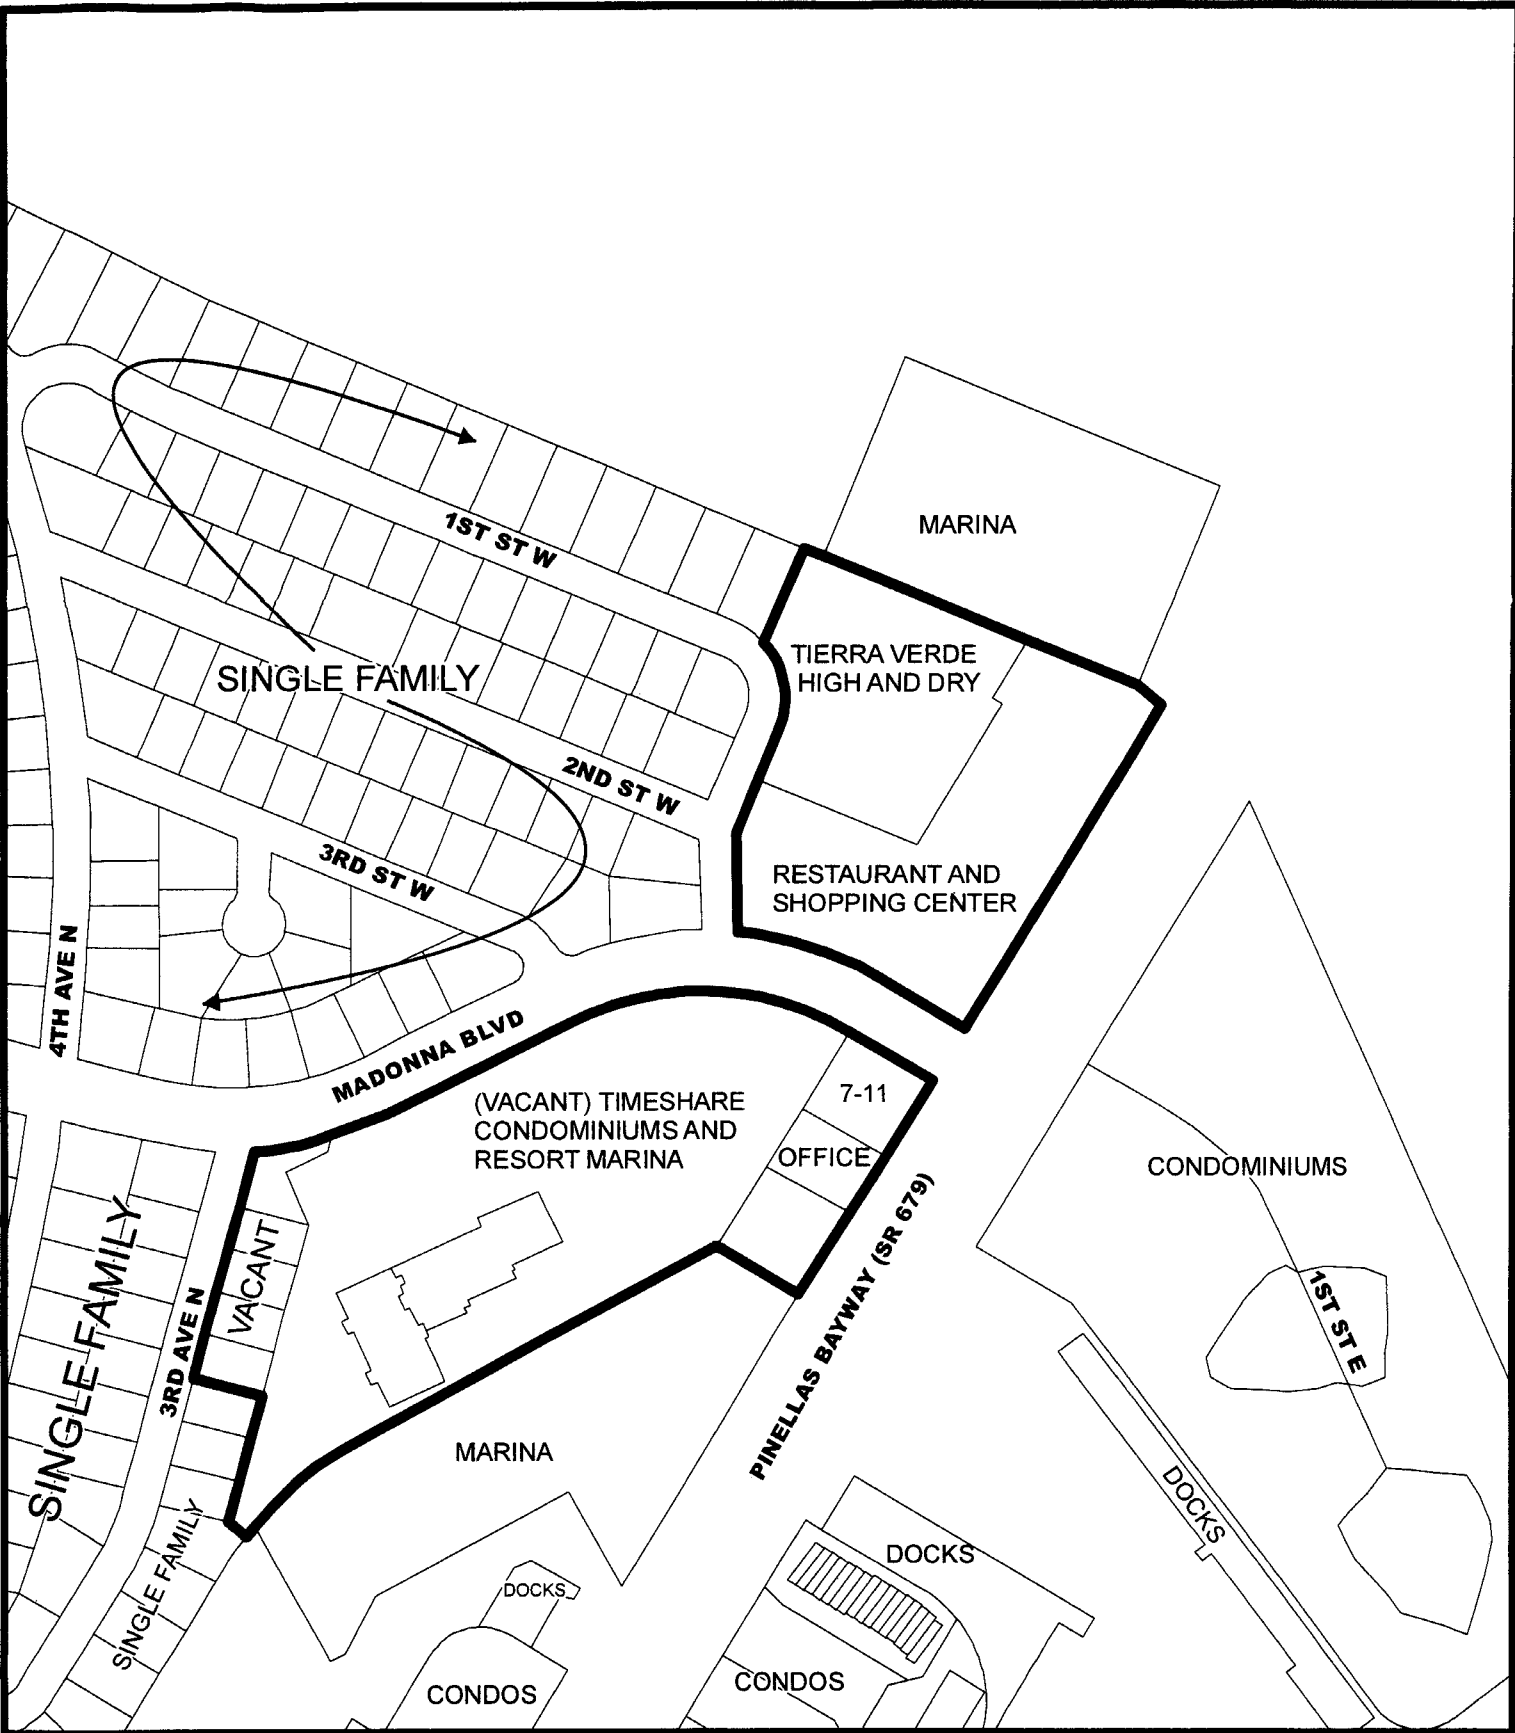 MARINA
1ST ST W
TIERRA VERDE
HIGH AND DRY
SINGLE FAMILY
2ND ST W
3RD ST W
RESTAURANT AND
SHOPPING CENTER
4TH AVE N
MADONNA BLVD
(VACANT) TIMESHARE
CONDOMINIUMS AND
RESORT MARINA
7-11
OFFICE
CONDOMINIUMS
PINELLAS BAYWAY (SR 679)
VACANT
SINGLE FAMILY
3RD AVE N
1ST ST E
MARINA
DOCKS
SINGLE FAMILY
DOCKS
DOCKS
CONDOS
CONDOS